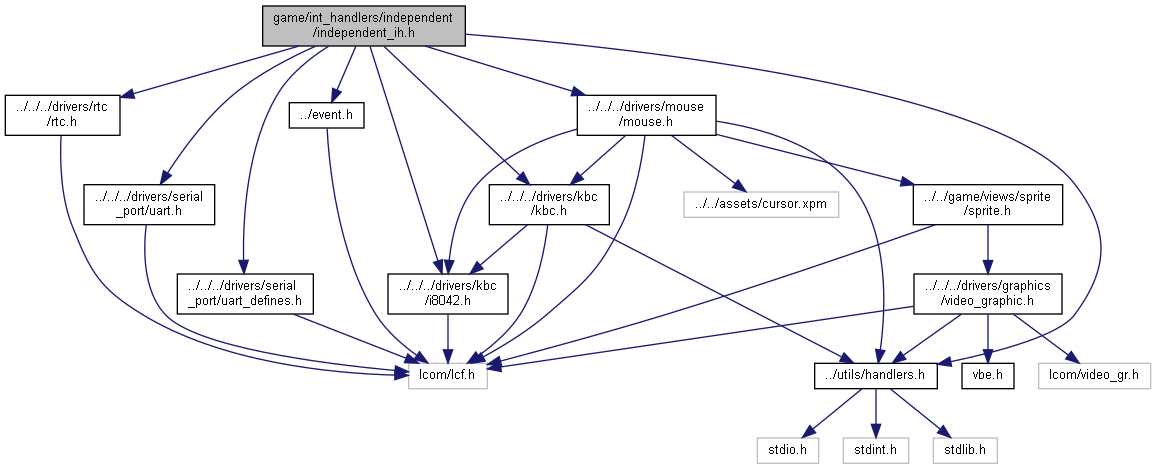 game/int_handlers/independent
/independent_ih.h
../../../drivers/rtc
/rtc.h
../event.h
../../../drivers/mouse
/mouse.h
../../../drivers/serial
_port/uart.h
../../../drivers/kbc
/kbc.h
../../assets/cursor.xpm
../../game/views/sprite
/sprite.h
../../../drivers/serial
_port/uart_defines.h
../../../drivers/kbc
/i8042.h
../../../drivers/graphics
/video_graphic.h
lcom/lcf.h
../utils/handlers.h
vbe.h
lcom/video_gr.h
stdio.h
stdint.h
stdlib.h